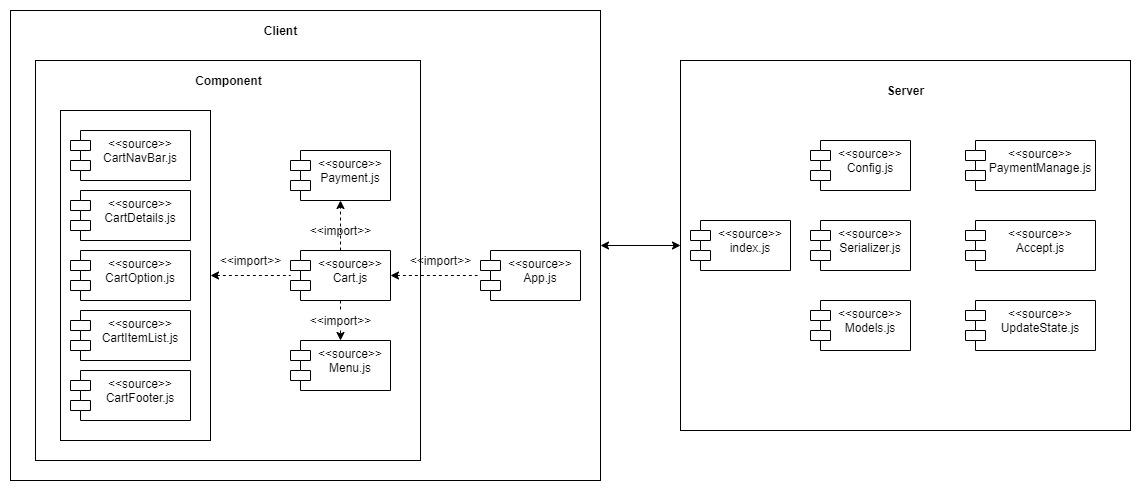 Client
Component
<<source>>
CartNavBar.js
<<source>>
CartDetails.js
<<source>>
CartOption.js
<<source>>
CartItemList.js
<<source>>
CartFooter.js
<<import>>
<<source>>
Payment.js
<<import>>
<<source>>
Cart.js
<<import>>
<<source>>
Menu.js
<<import>>
<<source>>
App.js
Server
<<source>>
index.js
<<source>>
Config.js
<<source>>
Serializer.js
<<source>>
Models.js
<<source>>
PaymentManage.js
<<source>>
Accept.js
<<source>>
UpdateState.js